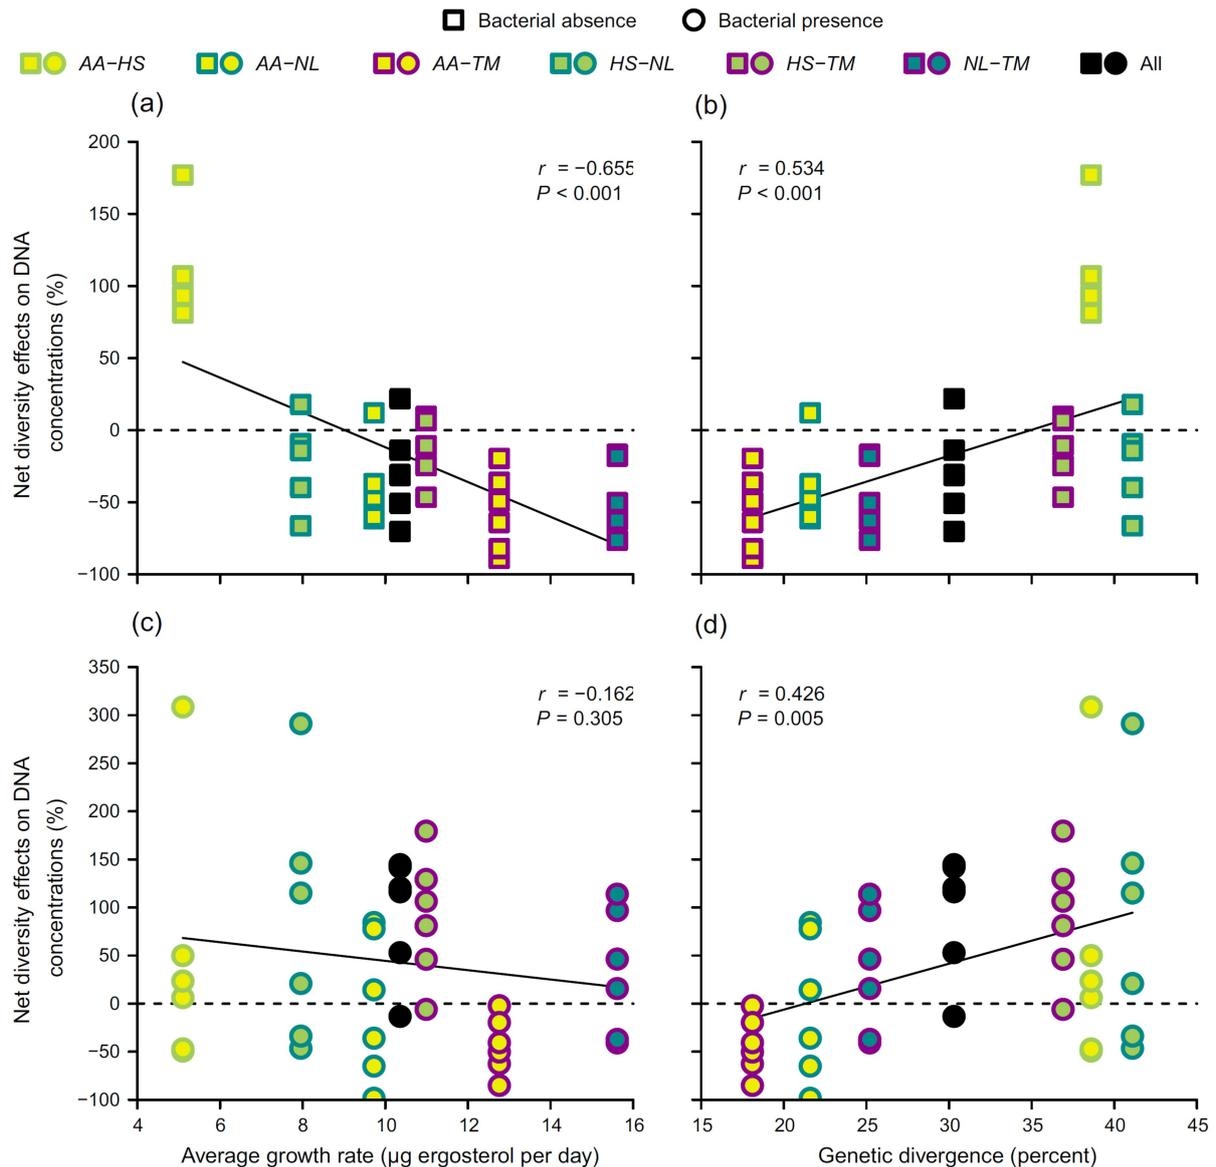 Bacterial absence Bacterial presence
AA−HS AA−NL AA−TM HS−NL HS−TM NL−TM All
(a) (b)
200
150
100
50
0
−50
−100
r = −0.655
P < 0.001
r = 0.534
P < 0.001
Net diversity effects on DNA
concentrations (%)
(c) (d)
350
300
250
200
150
100
50
0
−50
−100
r = −0.162
P = 0.305
r = 0.426
P = 0.005
Net diversity effects on DNA
concentrations (%)
4 6 8 10 12 14 16
15 20 25 30 35 40 45
Average growth rate (μg ergosterol per day)
Genetic divergence (percent)